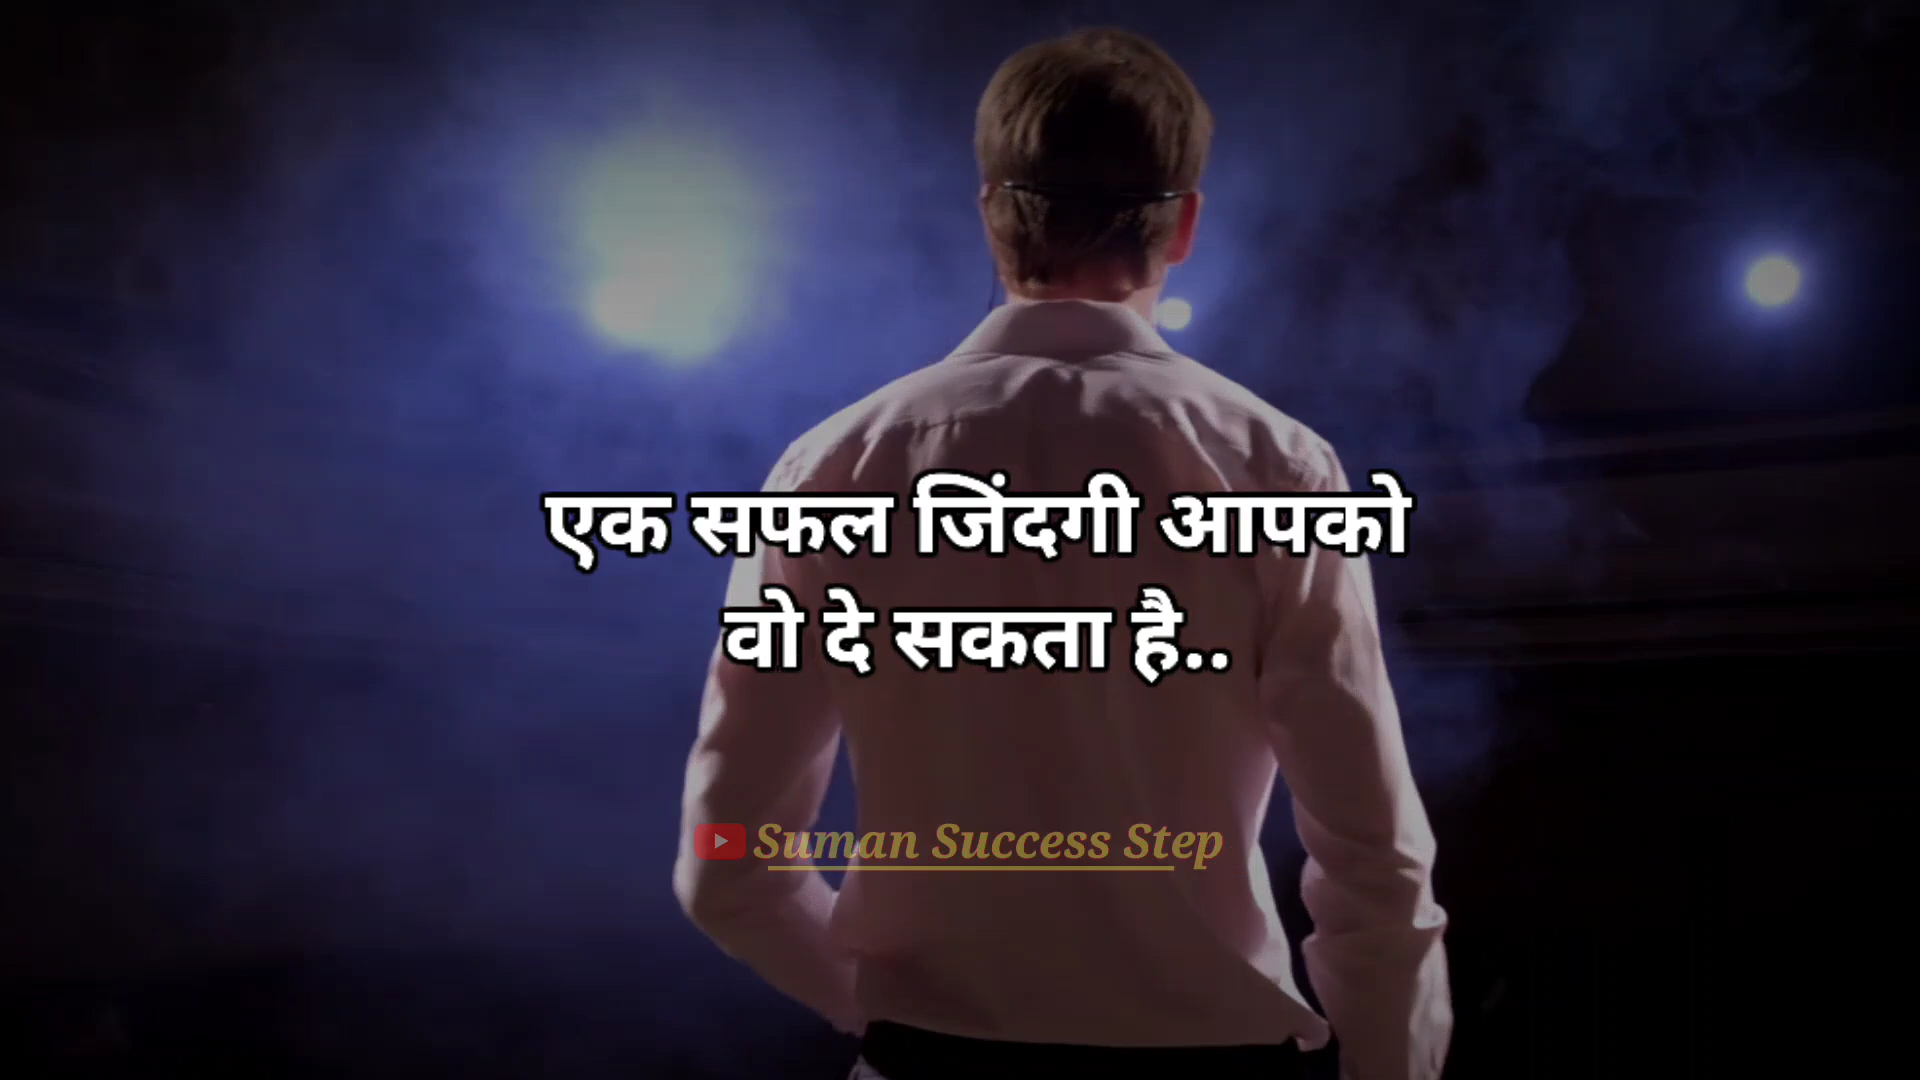 एक सफल जिंदगी आपको
वो दे सकता है..
Suman Success Step